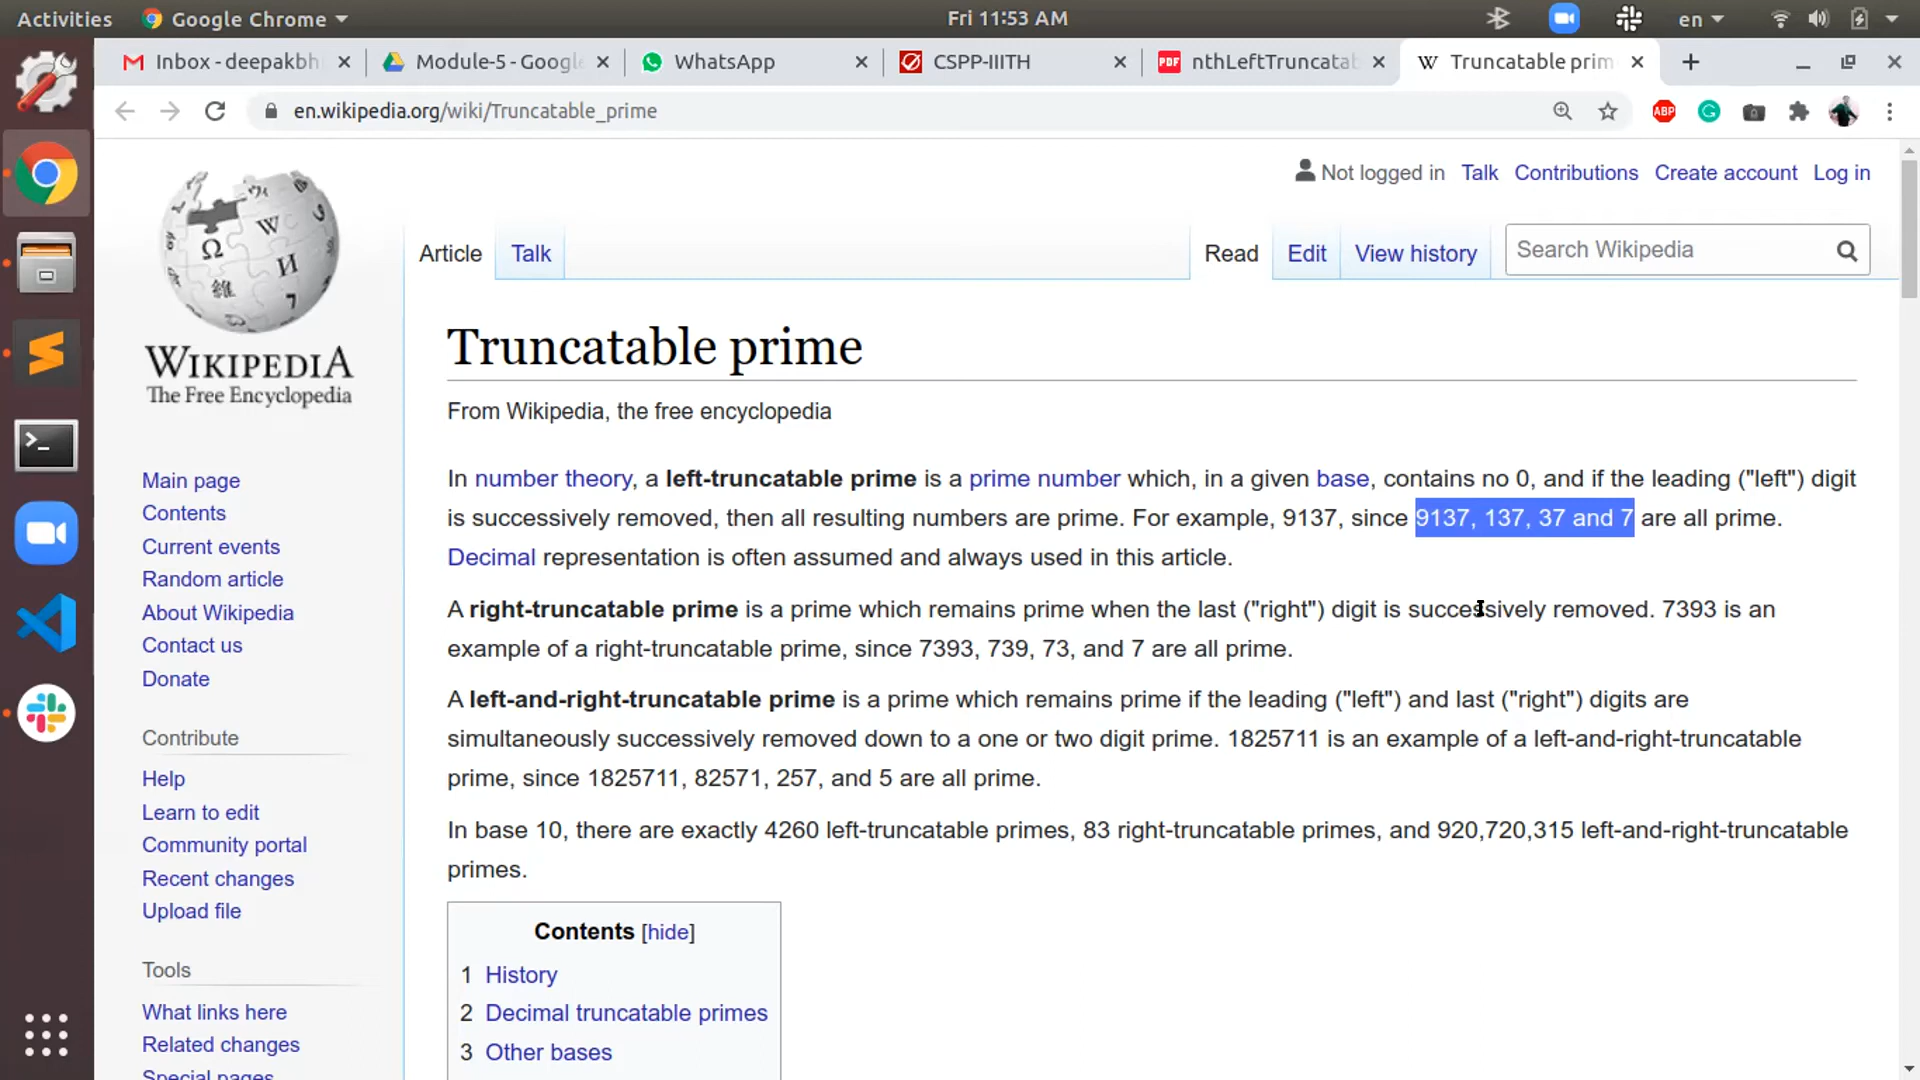 Activities Google Chrome Fri 11:53 AM en
Inbox - deepakbh Module-5 - Google WhatsApp CSPP-IIITH PDF nthLeftTruncatab W Truncatable prim
en.wikipedia.org/wiki/Truncatable_prime ABP
Not logged in Talk Contributions Create account Log in
Article Talk Read Edit View history Search Wikipedia
WIKIPEDIA
The Free Encyclopedia
Truncatable prime
From Wikipedia, the free encyclopedia
In number theory, a left-truncatable prime is a prime number which, in a given base, contains no 0, and if the leading ("left") digit
is successively removed, then all resulting numbers are prime. For example, 9137, since 9137, 137, 37 and 7 are all prime.
Decimal representation is often assumed and always used in this article.
A right-truncatable prime is a prime which remains prime when the last ("right") digit is successively removed. 7393 is an
example of a right-truncatable prime, since 7393, 739, 73, and 7 are all prime.
A left-and-right-truncatable prime is a prime which remains prime if the leading ("left") and last ("right") digits are
simultaneously successively removed down to a one or two digit prime. 1825711 is an example of a left-and-right-truncatable
prime, since 1825711, 82571, 257, and 5 are all prime.
In base 10, there are exactly 4260 left-truncatable primes, 83 right-truncatable primes, and 920,720,315 left-and-right-truncatable
primes.
Contents [hide]
1 History
2 Decimal truncatable primes
3 Other bases
Main page
Contents
Current events
Random article
About Wikipedia
Contact us
Donate
Contribute
Help
Learn to edit
Community portal
Recent changes
Upload file
Tools
What links here
Related changes
Special pages